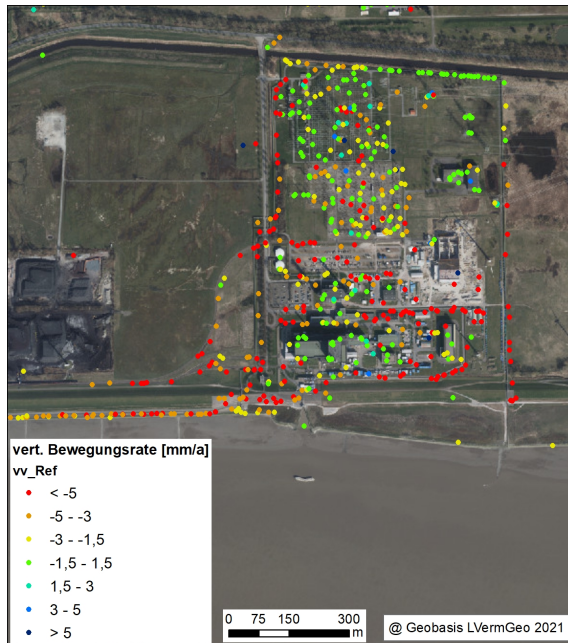 vert. Bewegungsrate [mm/a]
vv_Ref
< -5
-5 - -3
-3 - -1,5
-1,5 - 1,5
1,5 - 3
3 - 5
> 5
0 75 150 300
m
@ Geobasis LVermGeo 2021